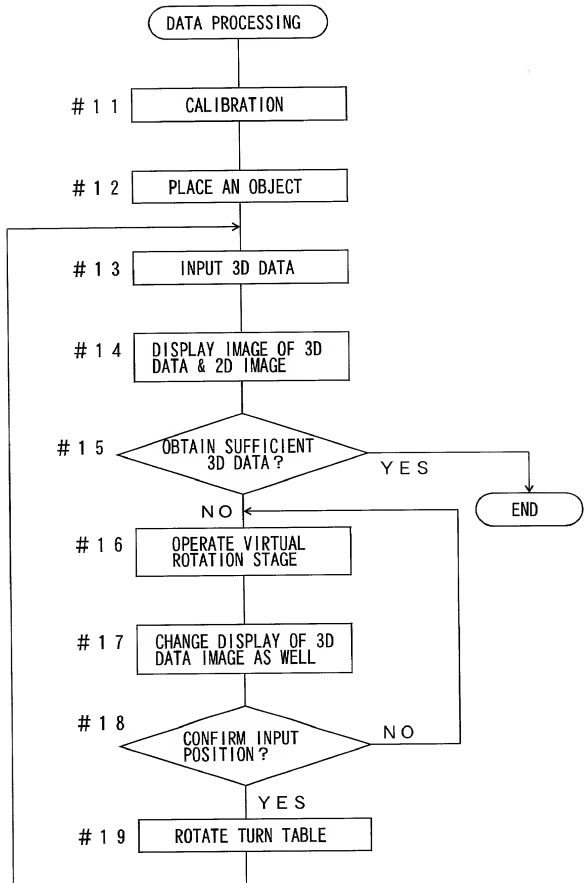 DATA PROCESSING
#11
CALIBRATION
#12
PLACE AN OBJECT
#13
INPUT 3D DATA
#14
DISPLAY IMAGE OF 3D
DATA & 2D IMAGE
#15
OBTAIN SUFFICIENT
3D DATA?
YES
END
NO
#16
OPERATE VIRTUAL
ROTATION STAGE
#17
CHANGE DISPLAY OF 3D
DATA IMAGE AS WELL
#18
CONFIRM INPUT
POSITION?
NO
YES
#19
ROTATE TURN TABLE